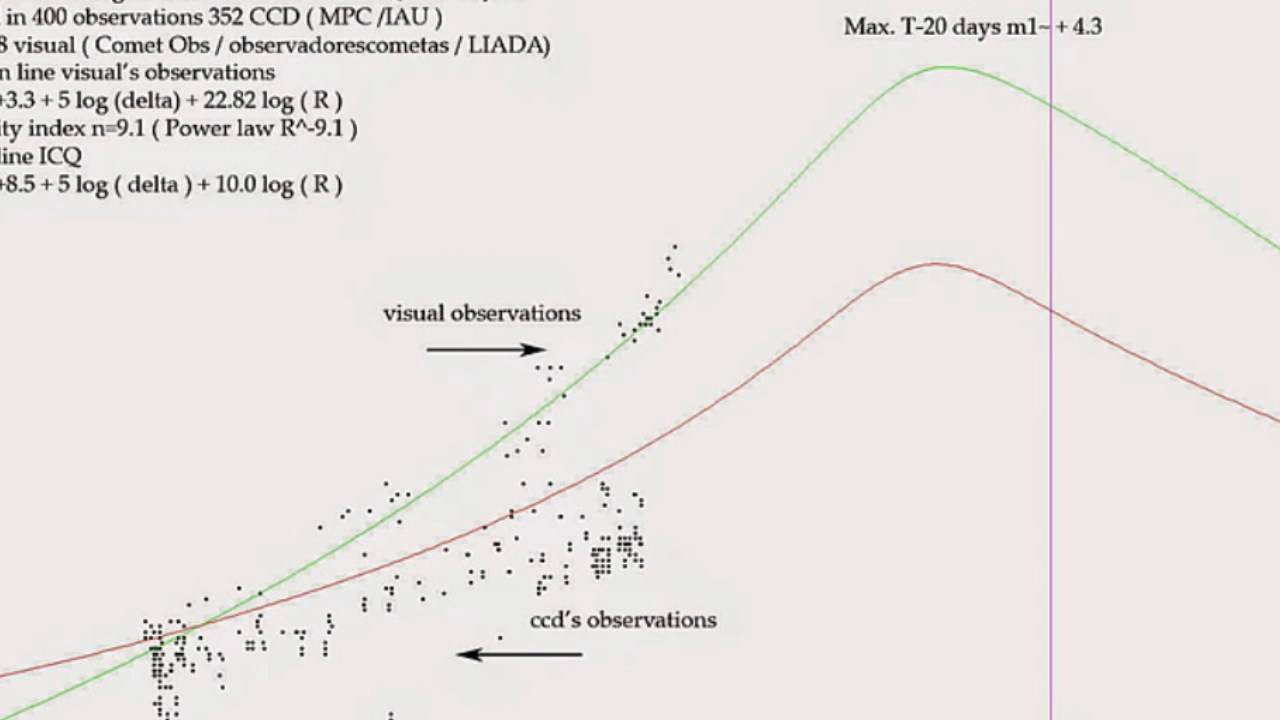 in 400 observations 352 CCD ( MPC /IAU )
8 visual ( Comet Obs / observadorescometas / LIADA)
n line visual's observations
+3.3 + 5 log (delta) + 22.82 log ( R )
ity index n=9.1 ( Power law R^-9.1 )
line ICQ
+8.5 + 5 log ( delta ) + 10.0 log ( R )
Max. T-20 days m1~ + 4.3
visual observations
ccd's observations